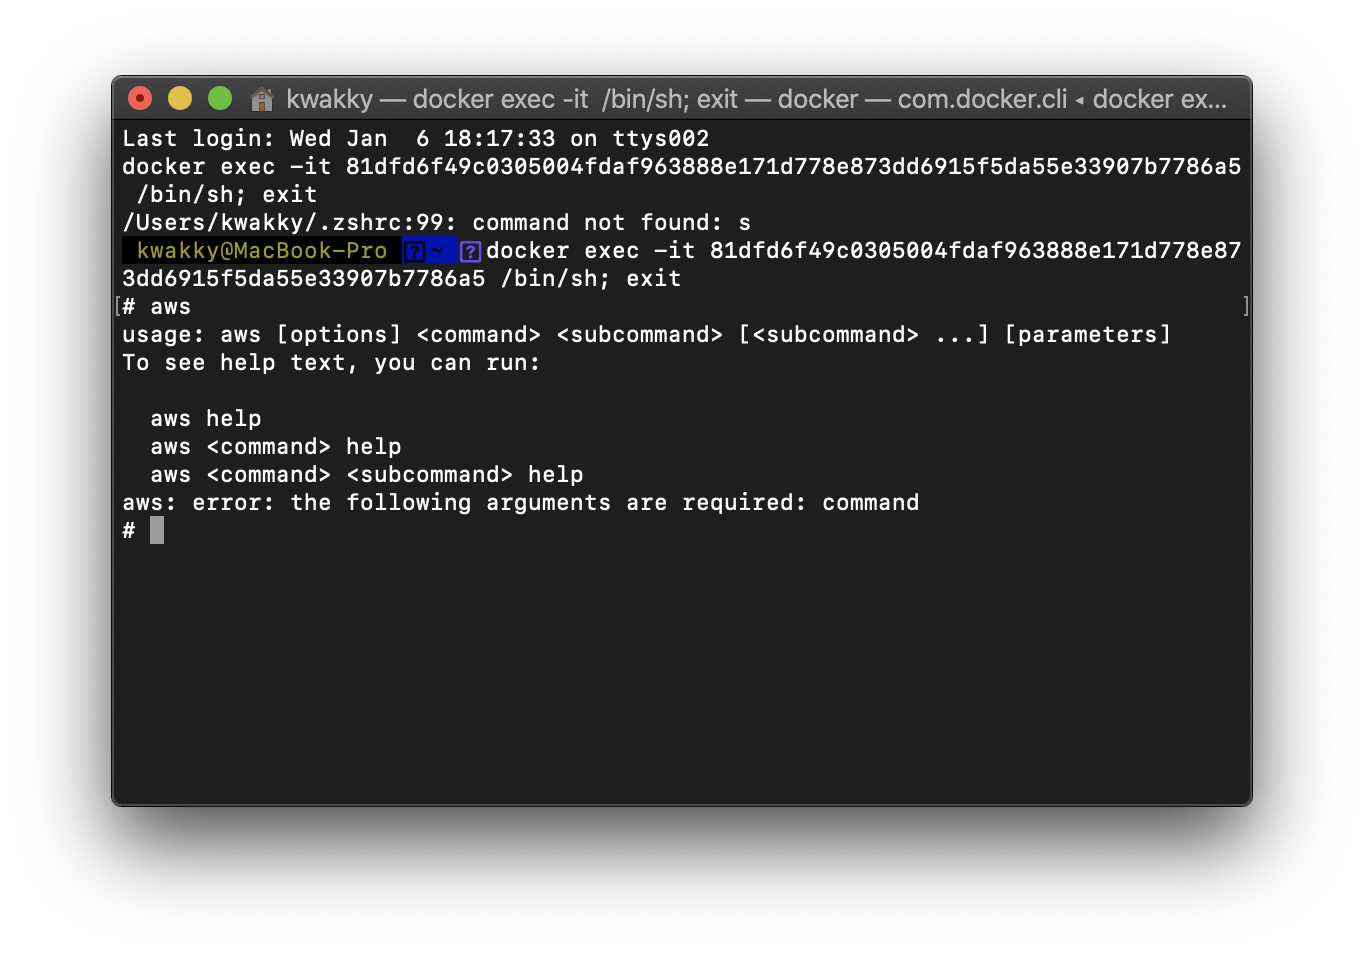 kwakky — docker exec -it  /bin/sh; exit — docker — com.docker.cli ◂ docker ex...
Last login: Wed Jan  6 18:17:33 on ttys002
docker exec -it 81dfd6f49c0305004fdaf963888e171d778e873dd6915f5da55e33907b7786a5
 /bin/sh; exit
/Users/kwakky/.zshrc:99: command not found: s
 kwakky@MacBook-Pro ? ~ ? docker exec -it 81dfd6f49c0305004fdaf963888e171d778e87
3dd6915f5da55e33907b7786a5 /bin/sh; exit
[# aws ]
usage: aws [options] <command> <subcommand> [<subcommand> ...] [parameters]
To see help text, you can run:

  aws help
  aws <command> help
  aws <command> <subcommand> help
aws: error: the following arguments are required: command
#